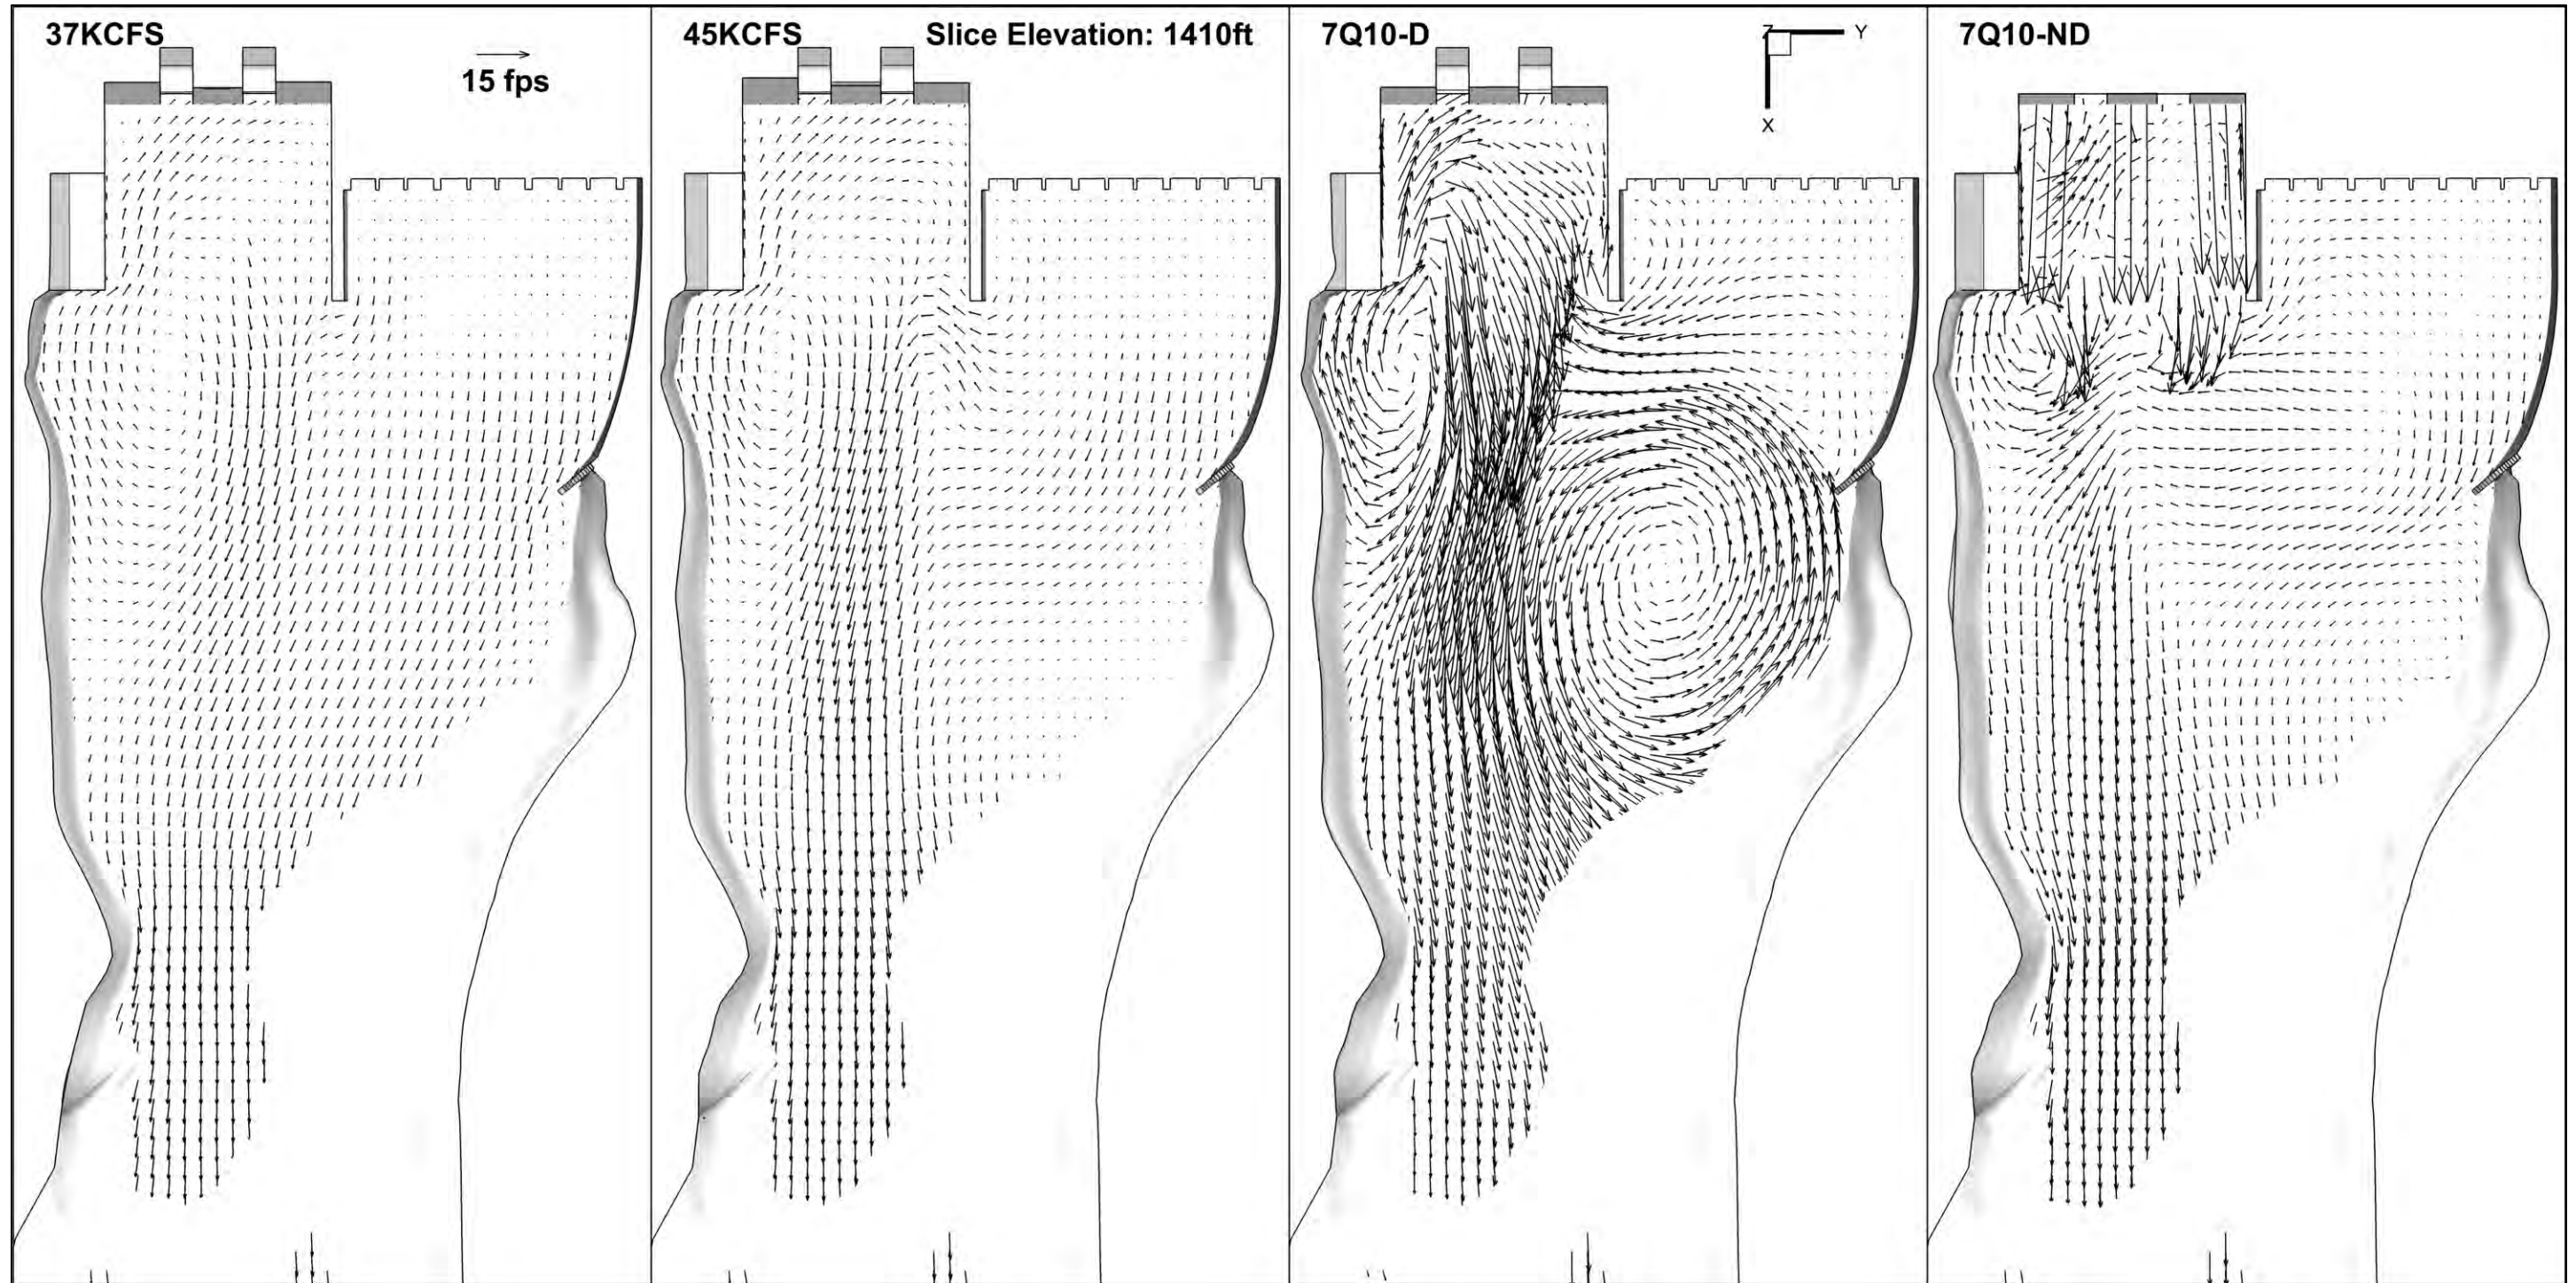 37KCFS
15 fps
45KCFS
Slice Elevation: 1410ft
7Q10-D
Z
Y
X
7Q10-ND